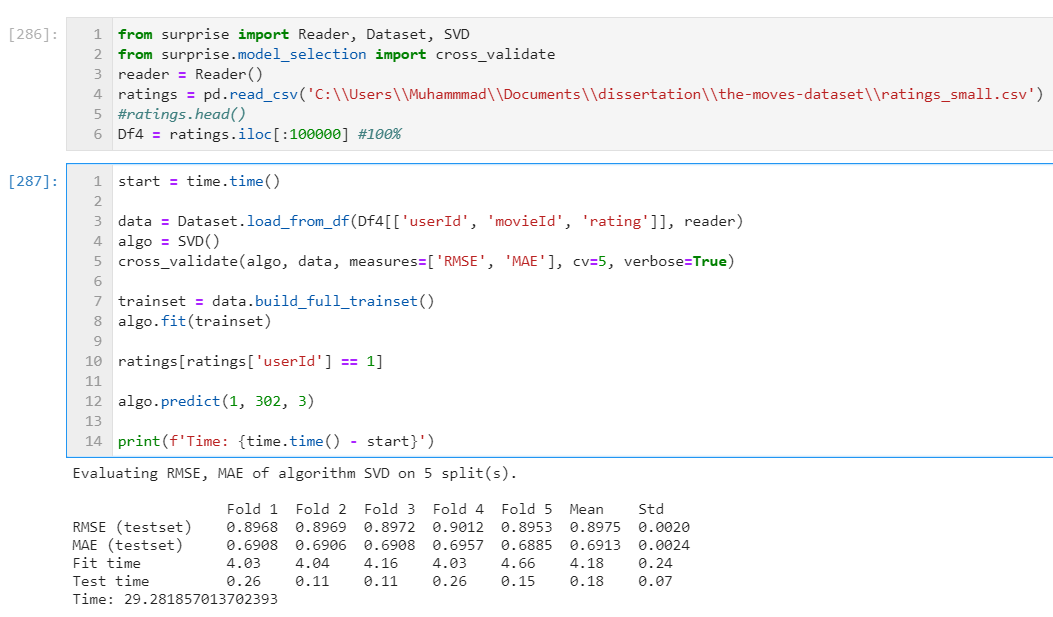 [286]:
1 from surprise import Reader, Dataset, SVD
2 from surprise.model_selection import cross_validate
3 reader = Reader()
4 ratings = pd.read_csv('C:\\Users\\Muhammmad\\Documents\\dissertation\\the-moves-dataset\\ratings_small.csv')
5 #ratings.head()
6 Df4 = ratings.iloc[:100000] #100%
[287]:
1 start = time.time()
2
3 data = Dataset.load_from_df(Df4[['userId', 'movieId', 'rating']], reader)
4 algo = SVD()
5 cross_validate(algo, data, measures=['RMSE', 'MAE'], cv=5, verbose=True)
6
7 trainset = data.build_full_trainset()
8 algo.fit(trainset)
9
10 ratings[ratings['userId'] == 1]
11
12 algo.predict(1, 302, 3)
13
14 print(f'Time: {time.time() - start}')
Evaluating RMSE, MAE of algorithm SVD on 5 split(s).
Fold 1 Fold 2 Fold 3 Fold 4 Fold 5 Mean Std
RMSE (testset) 0.8968 0.8969 0.8972 0.9012 0.8953 0.8975 0.0020
MAE (testset) 0.6908 0.6906 0.6908 0.6957 0.6885 0.6913 0.0024
Fit time 4.03 4.04 4.16 4.03 4.66 4.18 0.24
Test time 0.26 0.11 0.11 0.26 0.15 0.18 0.07
Time: 29.281857013702393